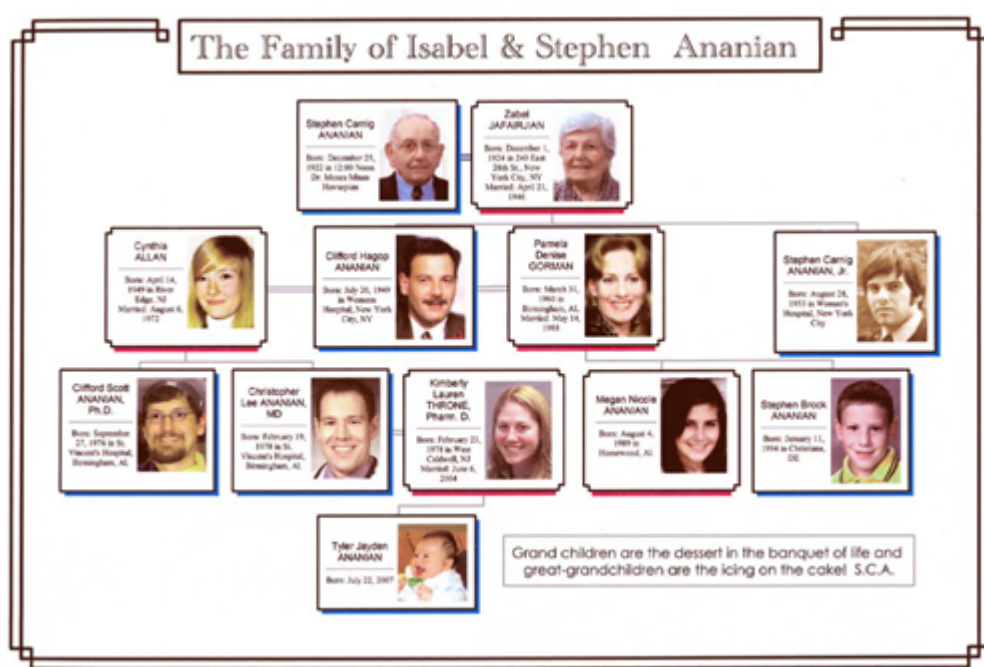 The Family of Isabel & Stephen Ananian
Stephen Carnig
ANANIAN
Born: December 25,
1922 in 12:00 Noon
Dr. Moses Minas
Hovsepian
Zabel
JAFAIRJIAN
Born: December 1,
1924 in 240 East
28th St., New
York City, NY
Married: April 21,
1946
Cynthia
ALLAN
Born: April 14,
1949 in River
Edge, NJ
Married: August 6,
1972
Clifford Hagop
ANANIAN
Born: July 20, 1949
in Womens
Hospital, New York
City, NY
Pamela
Denise
GORMAN
Born: March 31,
1960 in
Birmingham, AL
Married: May 14,
1988
Stephen Carnig
ANANIAN, Jr.
Born: August 28,
1953 in Woman's
Hospital, New York
City
Clifford Scott
ANANIAN,
Ph.D.
Born: September
27, 1976 in St.
Vincent's Hospital,
Birmingham, Al.
Christopher
Lee ANANIAN,
MD
Born: February 19,
1978 in St.
Vincent's Hospital,
Birmingham, Al.
Kimberly
Lauren
THRONE,
Pharm. D.
Born: February 23,
1978 in West
Caldwell, NJ
Married: June 6,
2004
Megan Nicole
ANANIAN
Born: August 4,
1989 in
Homewood, Al.
Stephen Brock
ANANIAN
Born: January 11,
1994 in Christiana,
DE
Tyler Jayden
ANANIAN
Born: July 22, 2007
Grand children are the dessert in the banquet of life and
great-grandchildren are the icing on the cake! S.C.A.